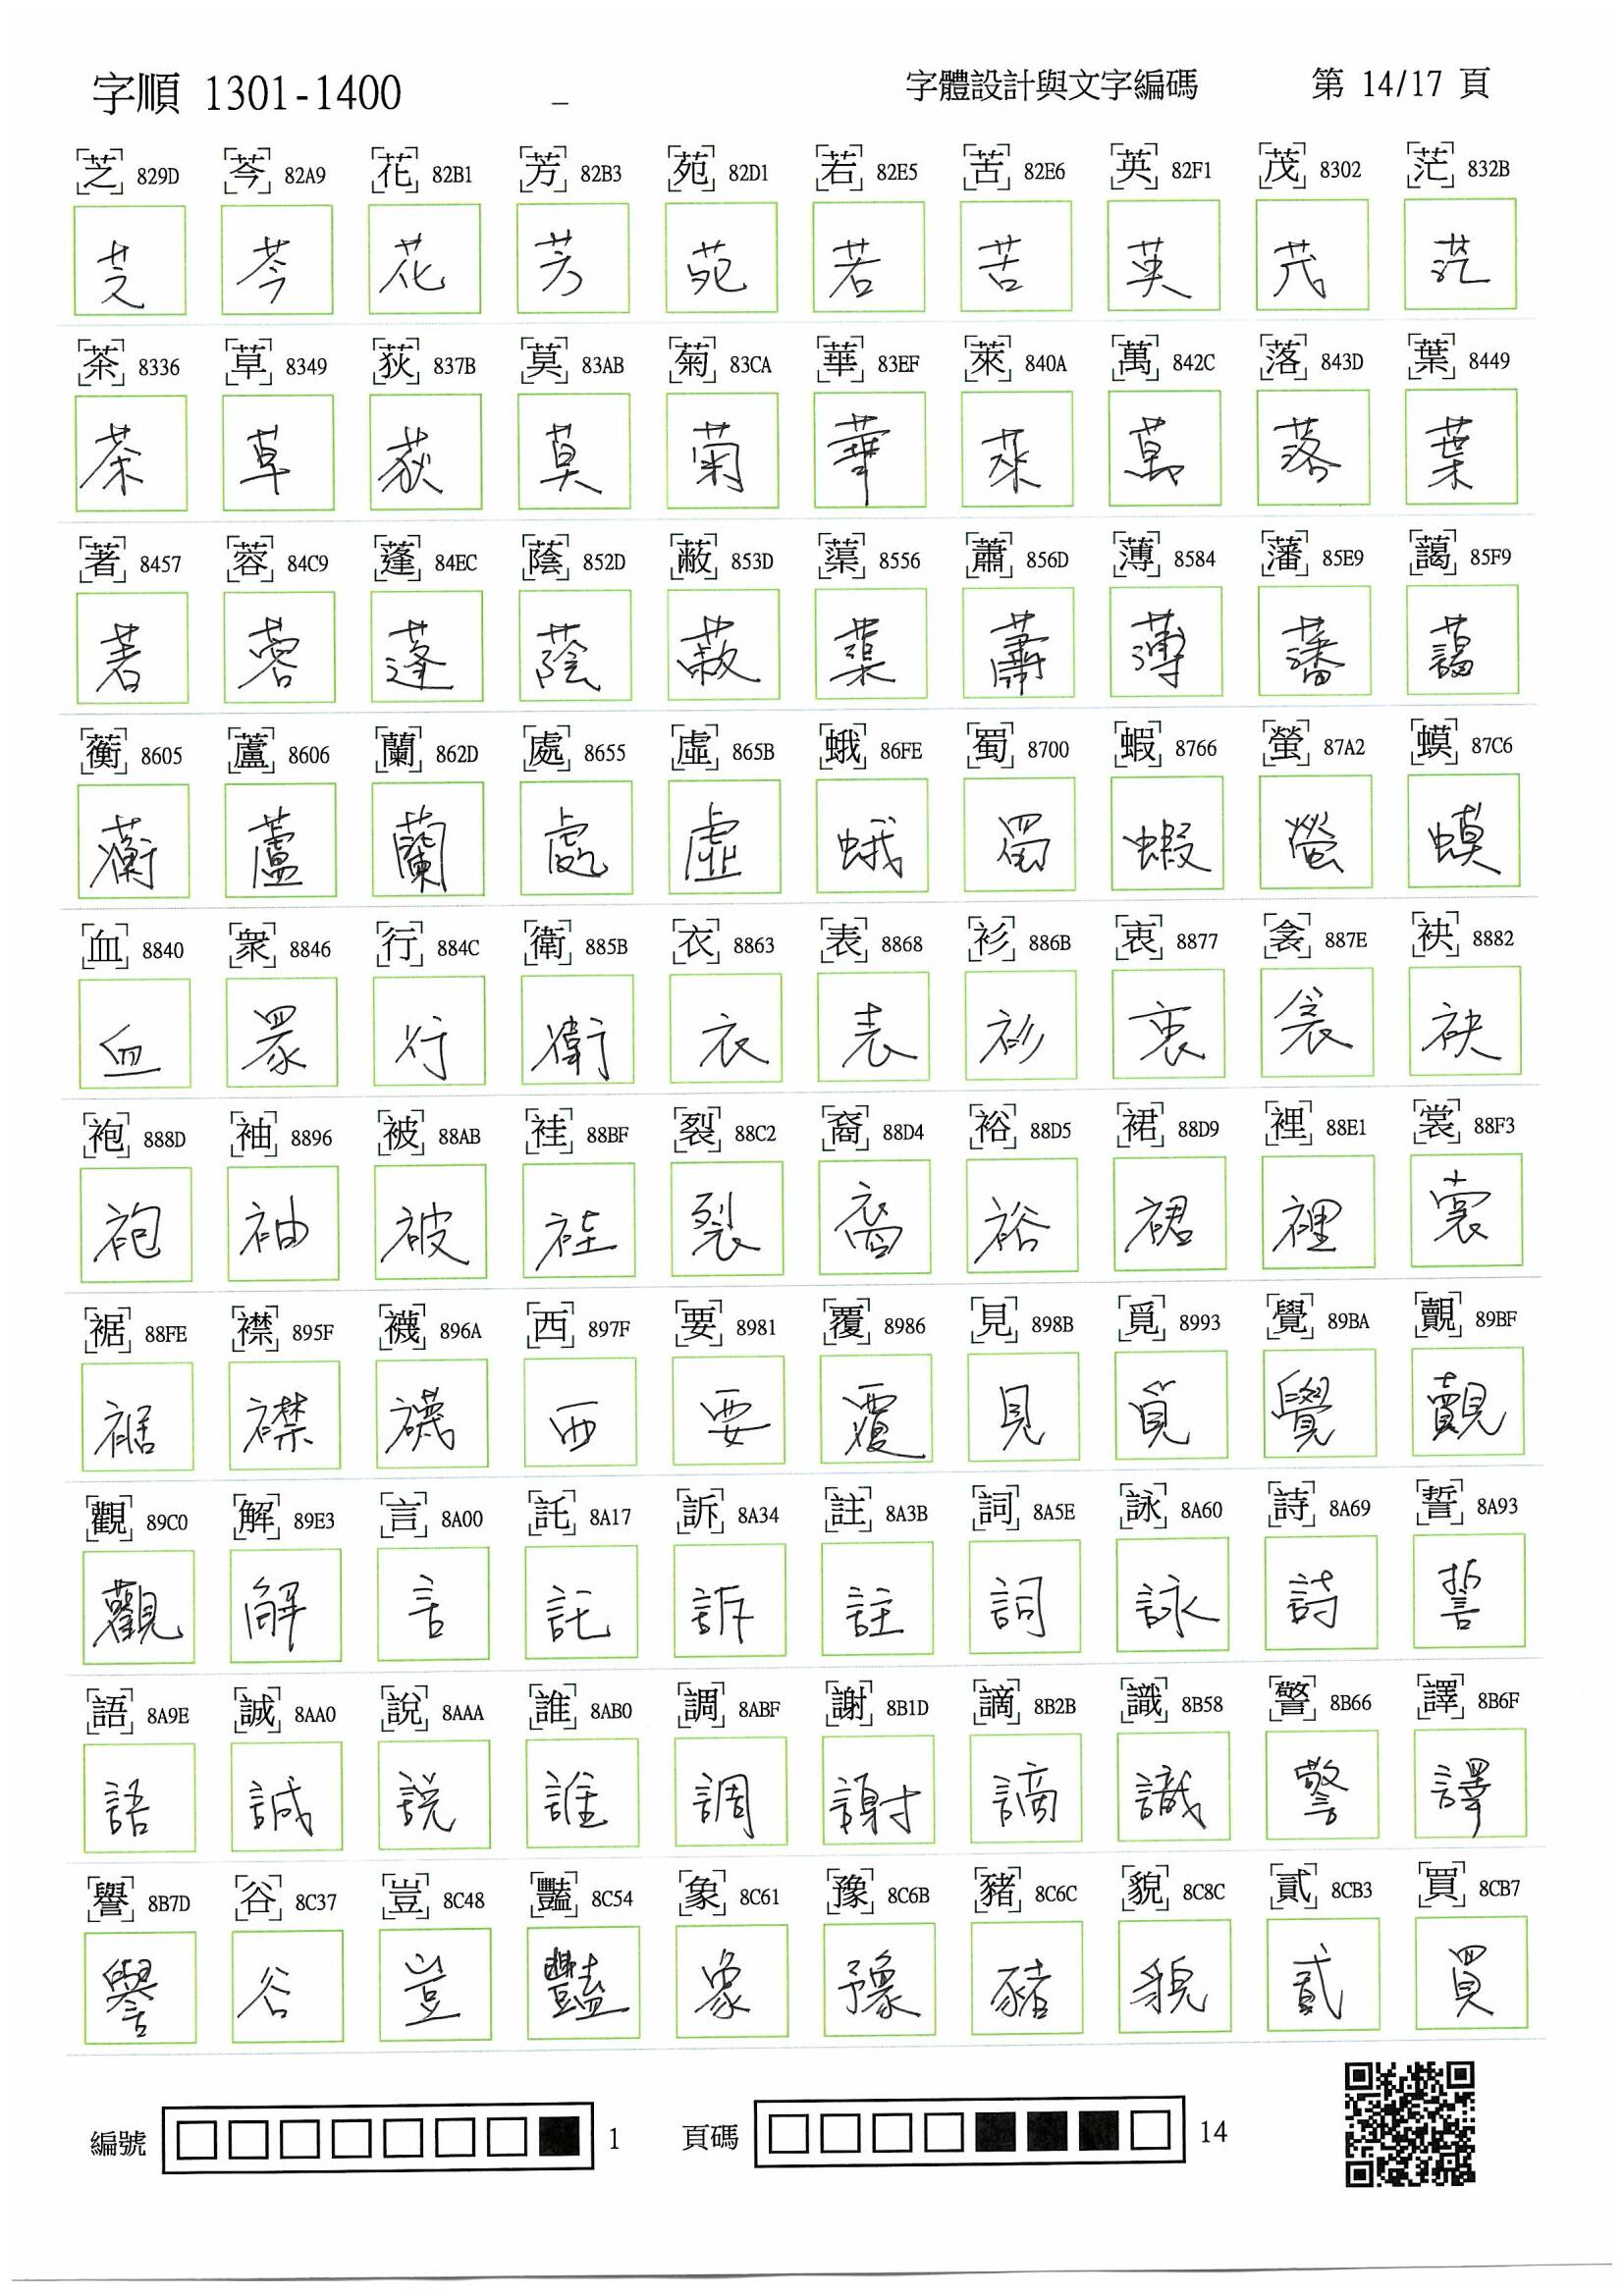 字順 1301-1400 — 字體設計與文字編碼 第 14/17 頁
芝 829D 芩 82A9 花 82B1 芳 82B3 苑 82D1 若 82E5 苦 82E6 英 82F1 茂 8302 茫 832B
芝 芩 花 芳 苑 若 苦 英 茂 茫
茶 8336 草 8349 荻 837B 莫 83AB 菊 83CA 華 83EF 萊 840A 萬 842C 落 843D 葉 8449
茶 草 荻 莫 菊 華 萊 萬 落 葉
著 8457 蓉 84C9 蓬 84EC 蔭 852D 蔽 853D 蕖 8556 蕭 856D 薄 8584 藩 85E9 藹 85F9
著 蓉 蓬 蔭 蔽 蕖 蕭 薄 藩 藹
蘅 8605 蘆 8606 蘭 862D 處 8655 虛 865B 蛾 86FE 蜀 8700 蝦 8766 螢 87A2 蟆 87C6
蘅 蘆 蘭 處 虛 蛾 蜀 蝦 螢 蟆
血 8840 衆 8846 行 884C 衛 885B 衣 8863 表 8868 衫 886B 衷 8877 衾 887E 袂 8882
血 眾 行 衛 衣 表 衫 衷 衾 袂
袍 888D 袖 8896 被 88AB 袿 88BF 裂 88C2 裔 88D4 裕 88D5 裙 88D9 裡 88E1 裳 88F3
袍 袖 被 袿 裂 裔 裕 裙 裡 裳
裾 88FE 襟 895F 襪 896A 西 897F 要 8981 覆 8986 見 898B 覓 8993 覺 89BA 覿 89BF
裾 襟 襪 西 要 覆 見 覓 覺 覿
觀 89C0 解 89E3 言 8A00 託 8A17 訴 8A34 註 8A3B 詞 8A5E 詠 8A60 詩 8A69 誓 8A93
觀 解 言 託 訴 註 詞 詠 詩 誓
語 8A9E 誠 8AA0 說 8AAA 誰 8AB0 調 8ABF 謝 8B1D 謫 8B2B 識 8B58 警 8B66 譯 8B6F
語 誠 說 誰 調 謝 謫 識 警 譯
譽 8B7D 谷 8C37 豈 8C48 豔 8C54 象 8C61 豫 8C6B 豬 8C6C 貌 8C8C 貳 8CB3 買 8CB7
譽 谷 豈 豔 象 豫 豬 貌 貳 買
編號 1 頁碼 14